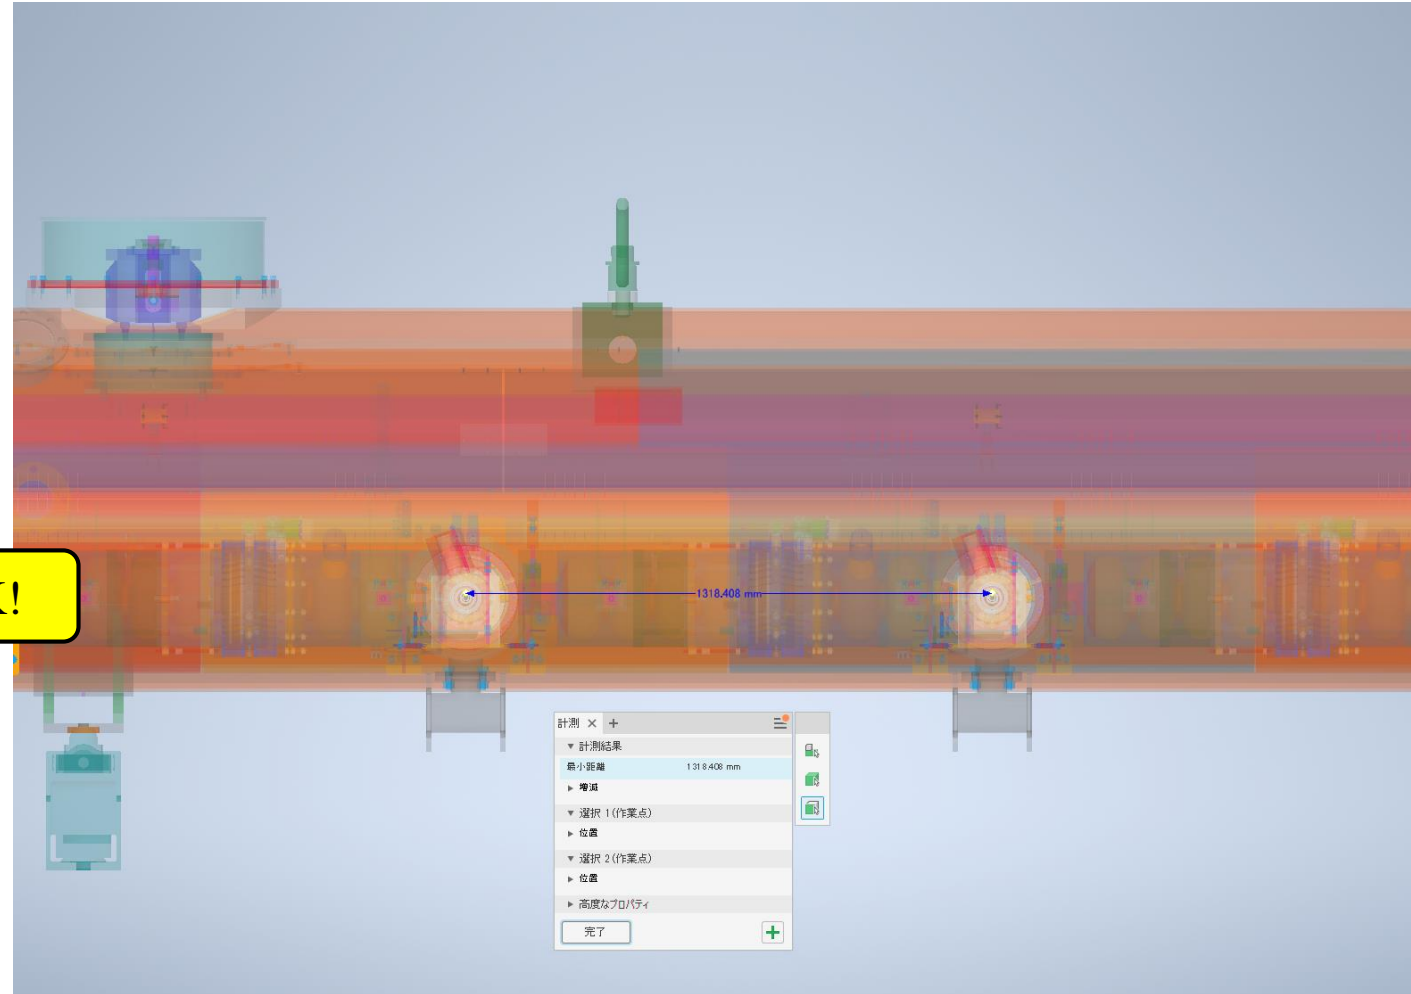 !
1318.408 mm
計測
計測結果
最小距離 1318.408 mm
増減
選択 1(作業点)
位置
選択 2(作業点)
位置
高度なプロパティ
完了